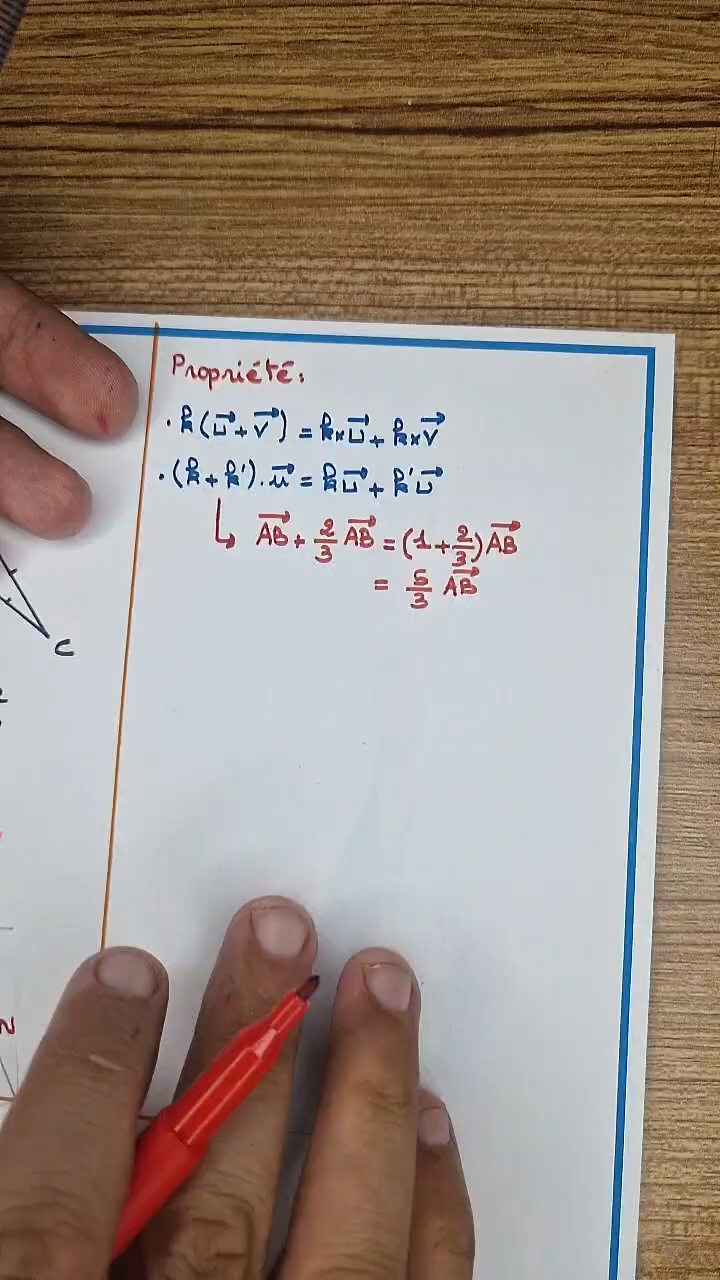 Propriété:
. k(u⃗ + v⃗) = k×u⃗ + k×v⃗
. (k + k').u⃗ = ku⃗ + k'u⃗
↳ AB⃗ + 2/3 AB⃗ = (1 + 2/3) AB⃗
= 5/3 AB⃗
C
N